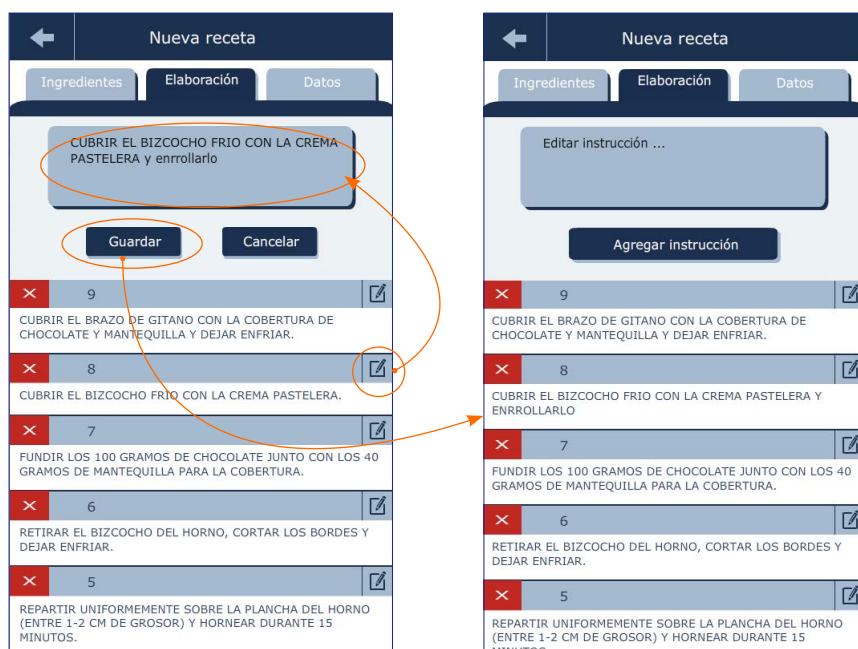 Nueva receta
Ingredientes
Elaboración
Datos
CUBRIR EL BIZCOCHO FRIO CON LA CREMA
PASTELERA y enrrollarlo
Guardar
Cancelar
9
CUBRIR EL BRAZO DE GITANO CON LA COBERTURA DE
CHOCOLATE Y MANTEQUILLA Y DEJAR ENFRIAR.
8
CUBRIR EL BIZCOCHO FRIO CON LA CREMA PASTELERA.
7
FUNDIR LOS 100 GRAMOS DE CHOCOLATE JUNTO CON LOS 40
GRAMOS DE MANTEQUILLA PARA LA COBERTURA.
6
RETIRAR EL BIZCOCHO DEL HORNO, CORTAR LOS BORDES Y
DEJAR ENFRIAR.
5
REPARTIR UNIFORMEMENTE SOBRE LA PLANCHA DEL HORNO
(ENTRE 1-2 CM DE GROSOR) Y HORNEAR DURANTE 15
MINUTOS.
Nueva receta
Ingredientes
Elaboración
Datos
Editar instrucción ...
Agregar instrucción
9
CUBRIR EL BRAZO DE GITANO CON LA COBERTURA DE
CHOCOLATE Y MANTEQUILLA Y DEJAR ENFRIAR.
8
CUBRIR EL BIZCOCHO FRIO CON LA CREMA PASTELERA Y
ENRROLLARLO
7
FUNDIR LOS 100 GRAMOS DE CHOCOLATE JUNTO CON LOS 40
GRAMOS DE MANTEQUILLA PARA LA COBERTURA.
6
RETIRAR EL BIZCOCHO DEL HORNO, CORTAR LOS BORDES Y
DEJAR ENFRIAR.
5
REPARTIR UNIFORMEMENTE SOBRE LA PLANCHA DEL HORNO
(ENTRE 1-2 CM DE GROSOR) Y HORNEAR DURANTE 15
MINUTOS.